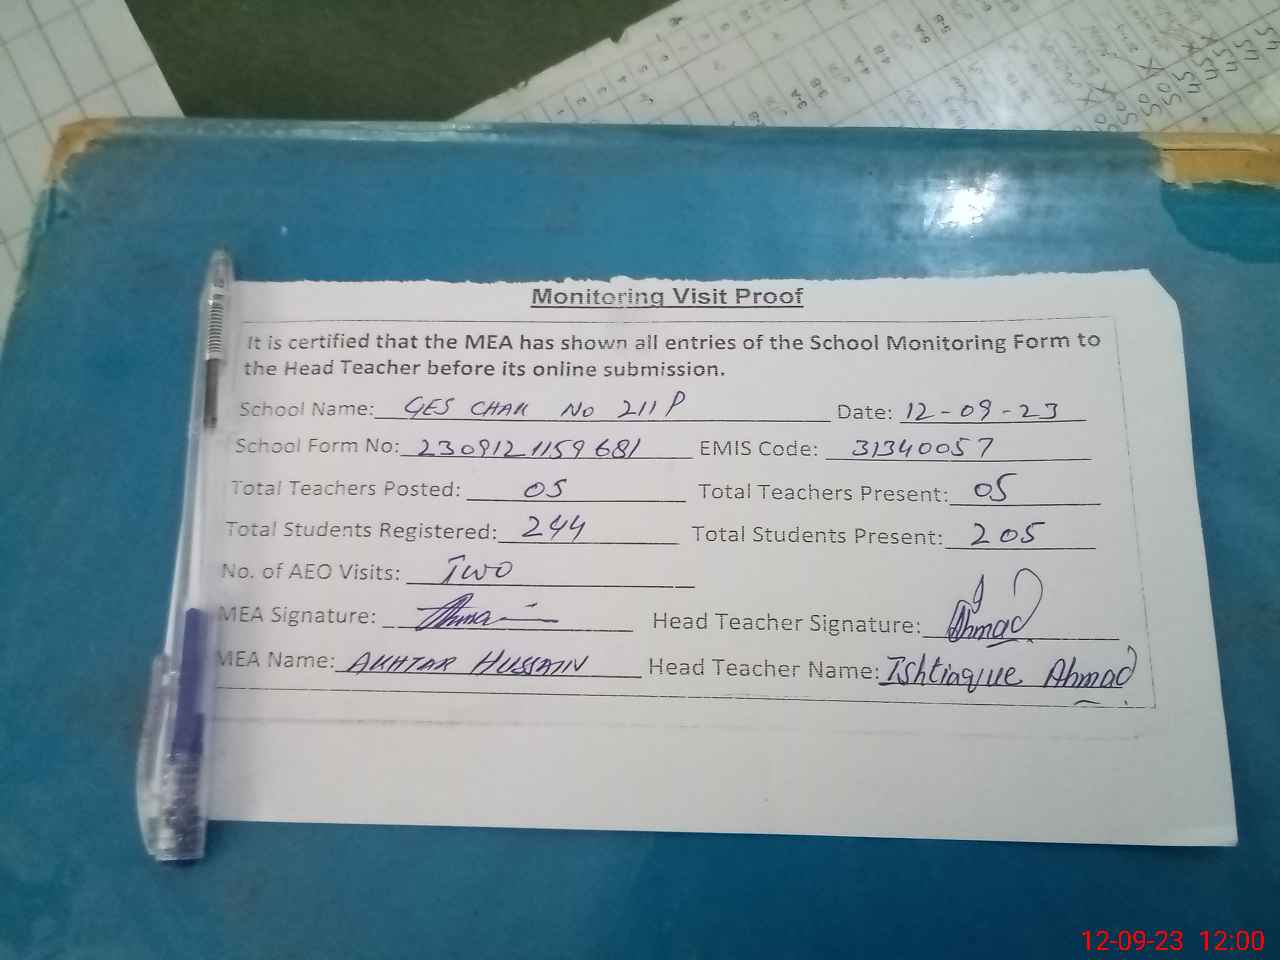 Monitoring Visit Proof
It is certified that the MEA has shown all entries of the School Monitoring Form to
the Head Teacher before its online submission.
School Name: GES CHAK No 211 P Date: 12-09-23
School Form No: 2309121159681 EMIS Code: 31340057
Total Teachers Posted: 05 Total Teachers Present: 05
Total Students Registered: 244 Total Students Present: 205
No. of AEO Visits: Two
MEA Signature: Head Teacher Signature: Ahmad
MEA Name: AKHTAR HUSSAIN Head Teacher Name: Ishtiaque Ahmad
12-09-23 12:00